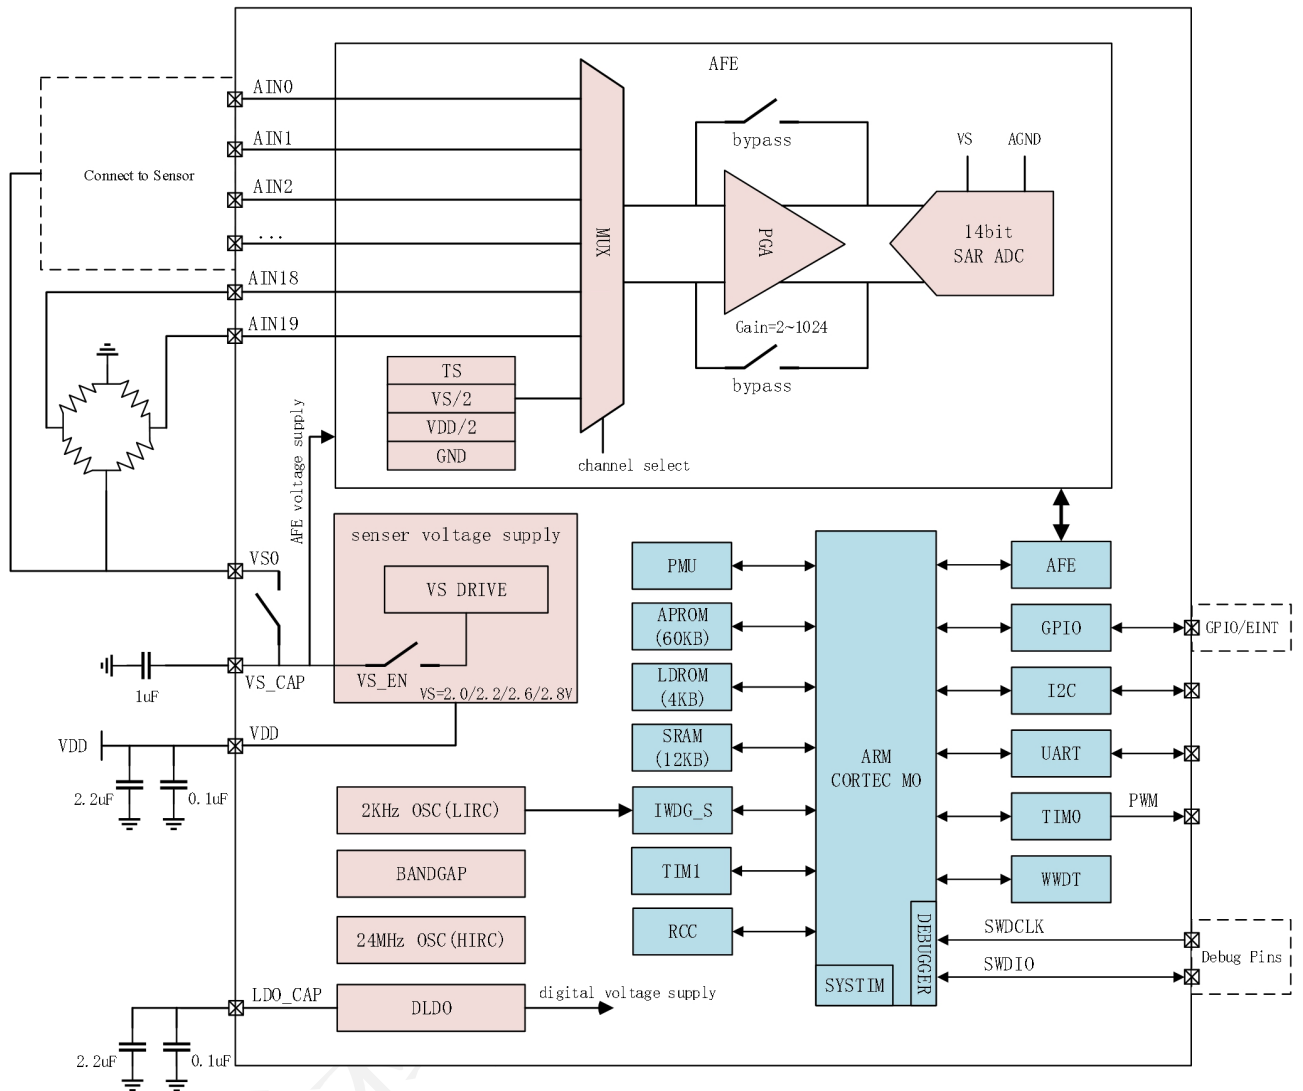 AFE
AIN0
AIN1
AIN2
...
AIN18
AIN19
Connect to Sensor
MUX
bypass
PGA
Gain=2~1024
bypass
VS
AGND
14bit
SAR ADC
TS
VS/2
VDD/2
GND
channel select
AFE voltage supply
senser voltage supply
VS DRIVE
VS_EN
VS=2.0/2.2/2.6/2.8V
VSO
VS_CAP
1uF
VDD
VDD
2.2uF
0.1uF
2KHz OSC(LIRC)
BANDGAP
24MHz OSC(HIRC)
LDO_CAP
DLDO
digital voltage supply
2.2uF
0.1uF
PMU
APROM
(60KB)
LDROM
(4KB)
SRAM
(12KB)
IWDG_S
TIM1
RCC
ARM
CORTEC MO
SYSTIM
DEBUGGER
AFE
GPIO
I2C
UART
TIMO
WWDT
PWM
GPIO/EINT
SWDCLK
SWDIO
Debug Pins